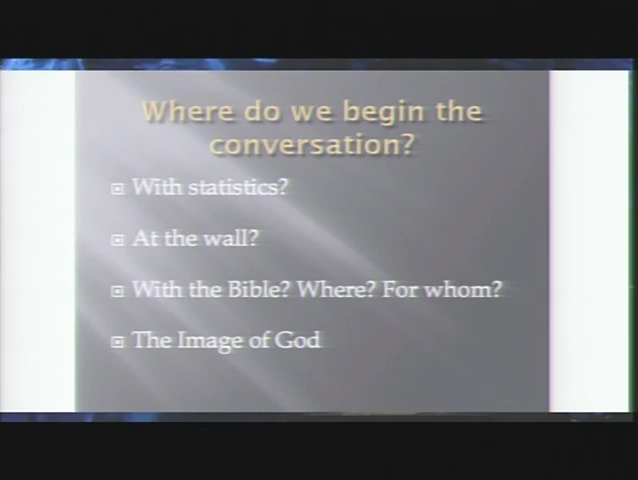 Where do we begin the
conversation?
With statistics?
At the wall?
With the Bible? Where? For whom?
The Image of God